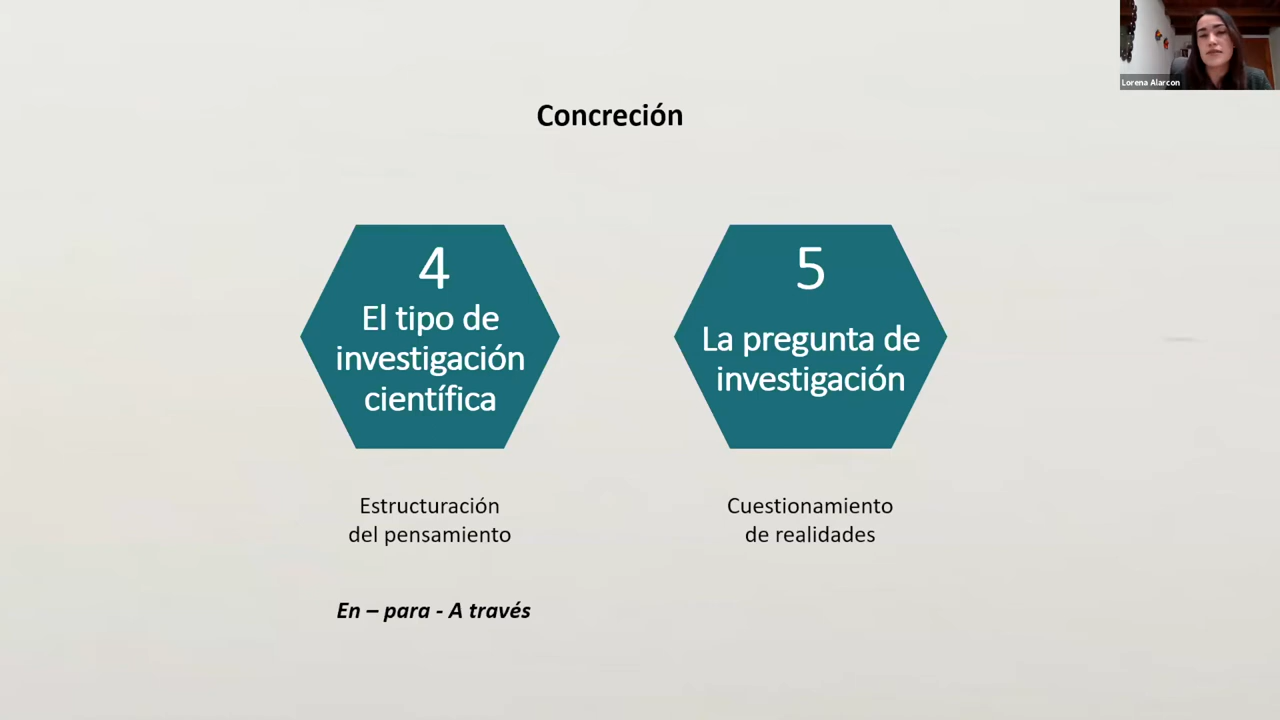 Lorena Alarcon
Concreción
4
El tipo de
investigación
científica
5
La pregunta de
investigación
Estructuración
del pensamiento
Cuestionamiento
de realidades
En – para - A través